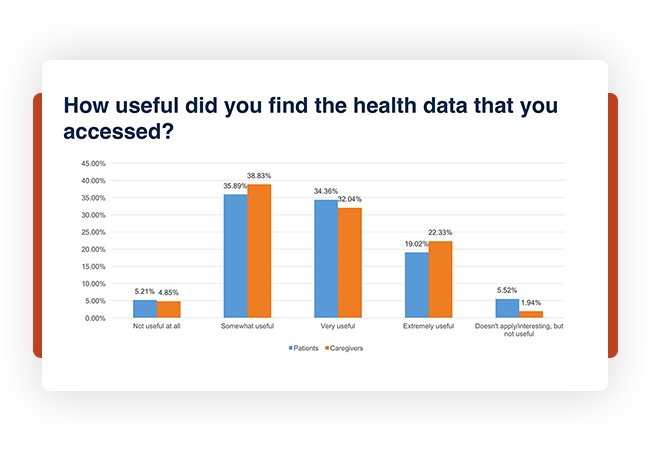 How useful did you find the health data that you
accessed?
45.00%
40.00%
35.00%
30.00%
25.00%
20.00%
15.00%
10.00%
5.00%
0.00%
5.21%
4.85%
35.89%
38.83%
34.36%
32.04%
19.02%
22.33%
5.52%
1.94%
Not useful at all
Somewhat useful
Very useful
Extremely useful
Doesn't apply/interesting, but
not useful
Patients
Caregivers